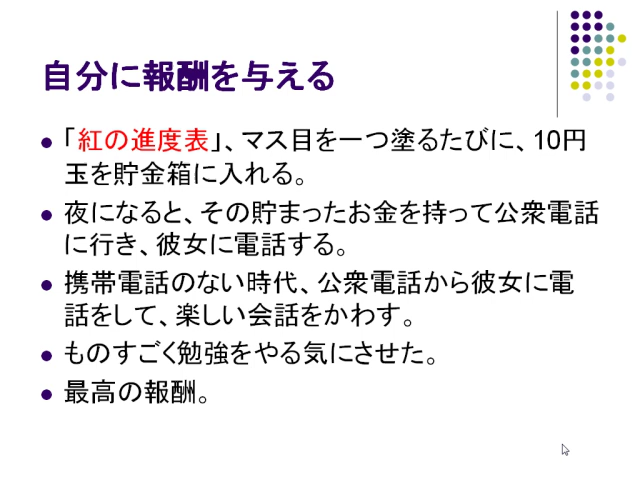 自分に報酬を与える
●「紅の進度表」、マス目を一つ塗るたびに、10円
玉を貯金箱に入れる。
●夜になると、その貯まったお金を持って公衆電話
に行き、彼女に電話する。
●携帯電話のない時代、公衆電話から彼女に電
話をして、楽しい会話をかわす。
●ものすごく勉強をやる気にさせた。
●最高の報酬。